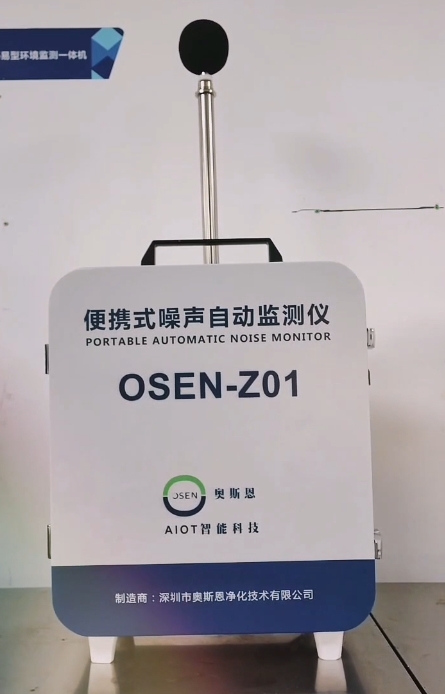 易型环境监测一体机
便携式噪声自动监测仪
PORTABLE AUTOMATIC NOISE MONITOR
OSEN-Z01
OSEN 奥斯恩
AIOT智能科技
制造商：深圳市奥斯恩净化技术有限公司